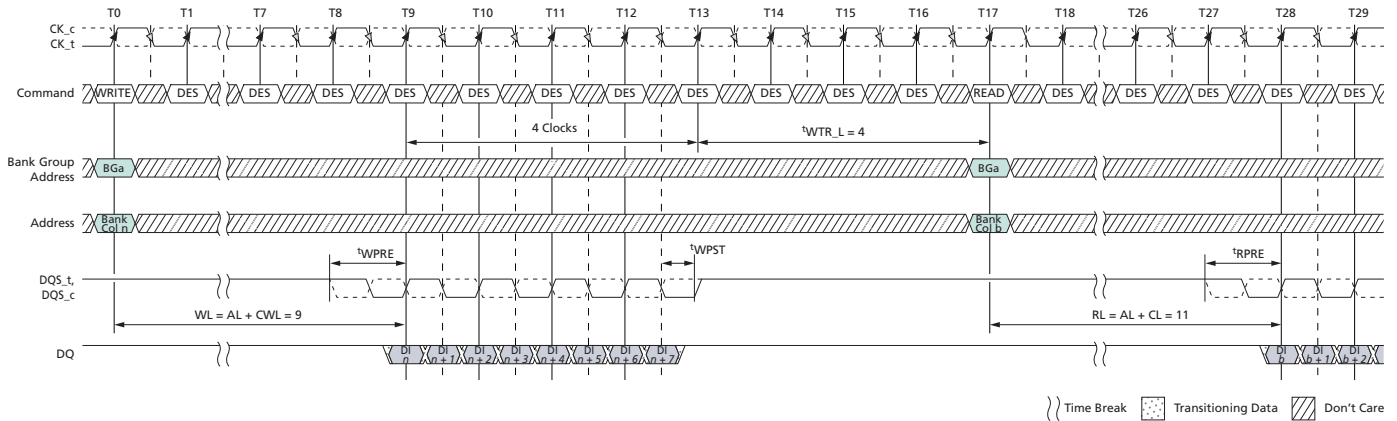 T0 T1 T7 T8 T9 T10 T11 T12 T13 T14 T15 T16 T17 T18 T26 T27 T28 T29
CK_c
CK_t
Command WRITE DES DES DES DES DES DES DES DES DES DES DES READ DES DES DES DES DES
4 Clocks tWTR_L = 4
Bank Group
Address BGa BGa
Address Bank
Col n Bank
Col b
tWPRE tWPST tRPRE
DQS_t,
DQS_c
WL = AL + CWL = 9 RL = AL + CL = 11
DQ DI
n DI
n + 1 DI
n + 2 DI
n + 3 DI
n + 4 DI
n + 5 DI
n + 6 DI
n + 7 DI
b DI
b + 1 DI
b + 2
Time Break Transitioning Data Don't Care